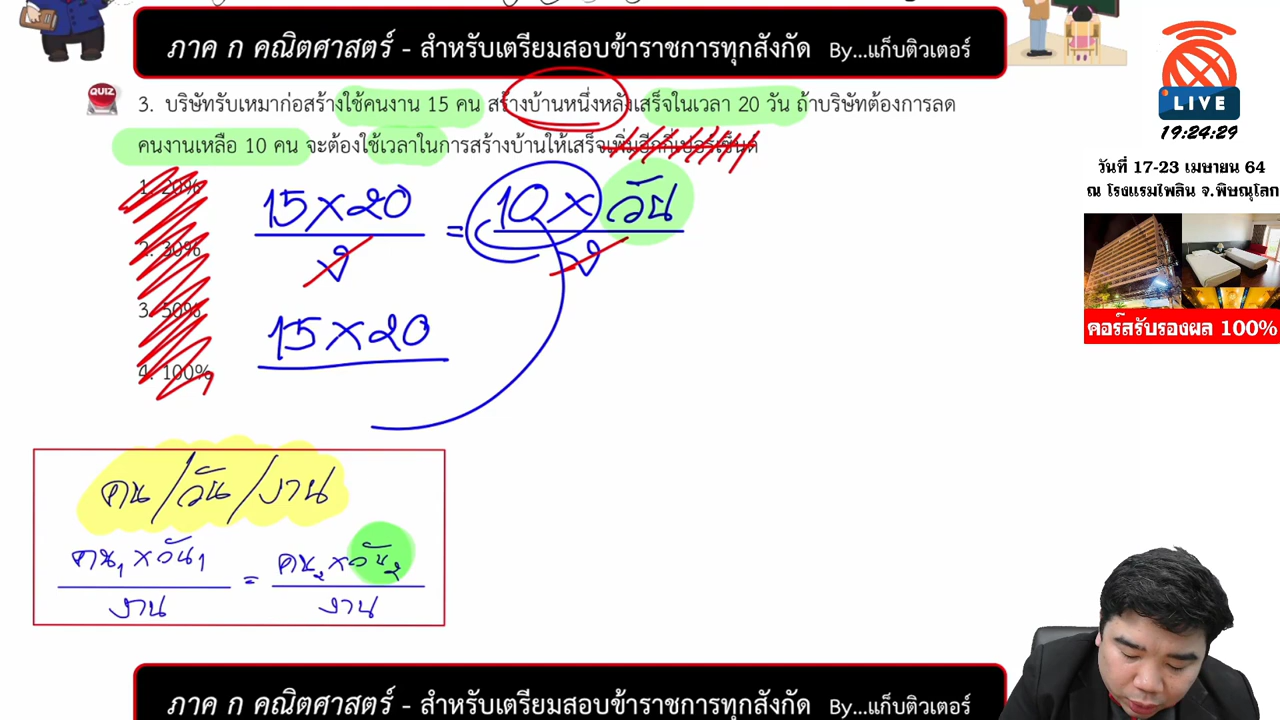 ภาค ก คณิตศาสตร์ - สำหรับเตรียมสอบข้าราชการทุกสังกัด By...แก็บติวเตอร์
LIVE
19:24:29
QUIZ
3. บริษัทรับเหมาก่อสร้างใช้คนงาน 15 คน สร้างบ้านหนึ่งหลังเสร็จในเวลา 20 วัน ถ้าบริษัทต้องการลด
คนงานเหลือ 10 คน จะต้องใช้เวลาในการสร้างบ้านให้เสร็จเพิ่มอีกกี่เปอร์เซ็นต์
วันที่ 17-23 เมษายน 64
ณ โรงแรมไพลิน จ.พิษณุโลก
คอร์สรับรองผล 100%
1. 20%
2. 30%
3. 50%
4. 100%
15 × 20 = 10 × วัน
15 × 20
คน/วัน/งาน
คน1 × วัน1 = คน2 × วัน2
งาน งาน
ภาค ก คณิตศาสตร์ - สำหรับเตรียมสอบข้าราชการทุกสังกัด By...แก็บติวเตอร์